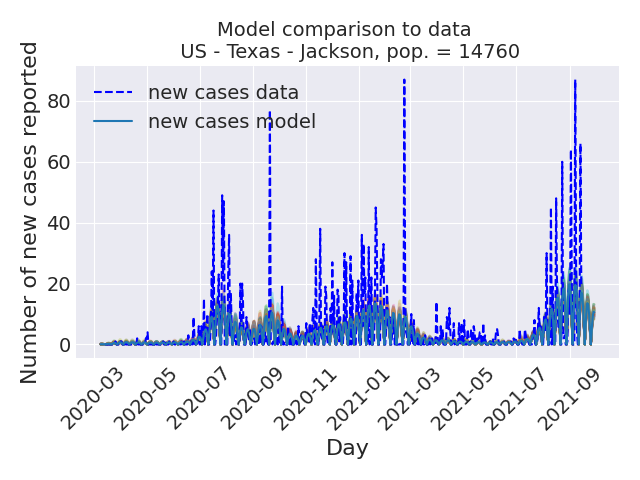 Model comparison to data
US - Texas - Jackson, pop. = 14760
Number of new cases reported
80
60
40
20
0
new cases data
new cases model
2020-03
2020-05
2020-07
2020-09
2020-11
2021-01
2021-03
2021-05
2021-07
2021-09
Day